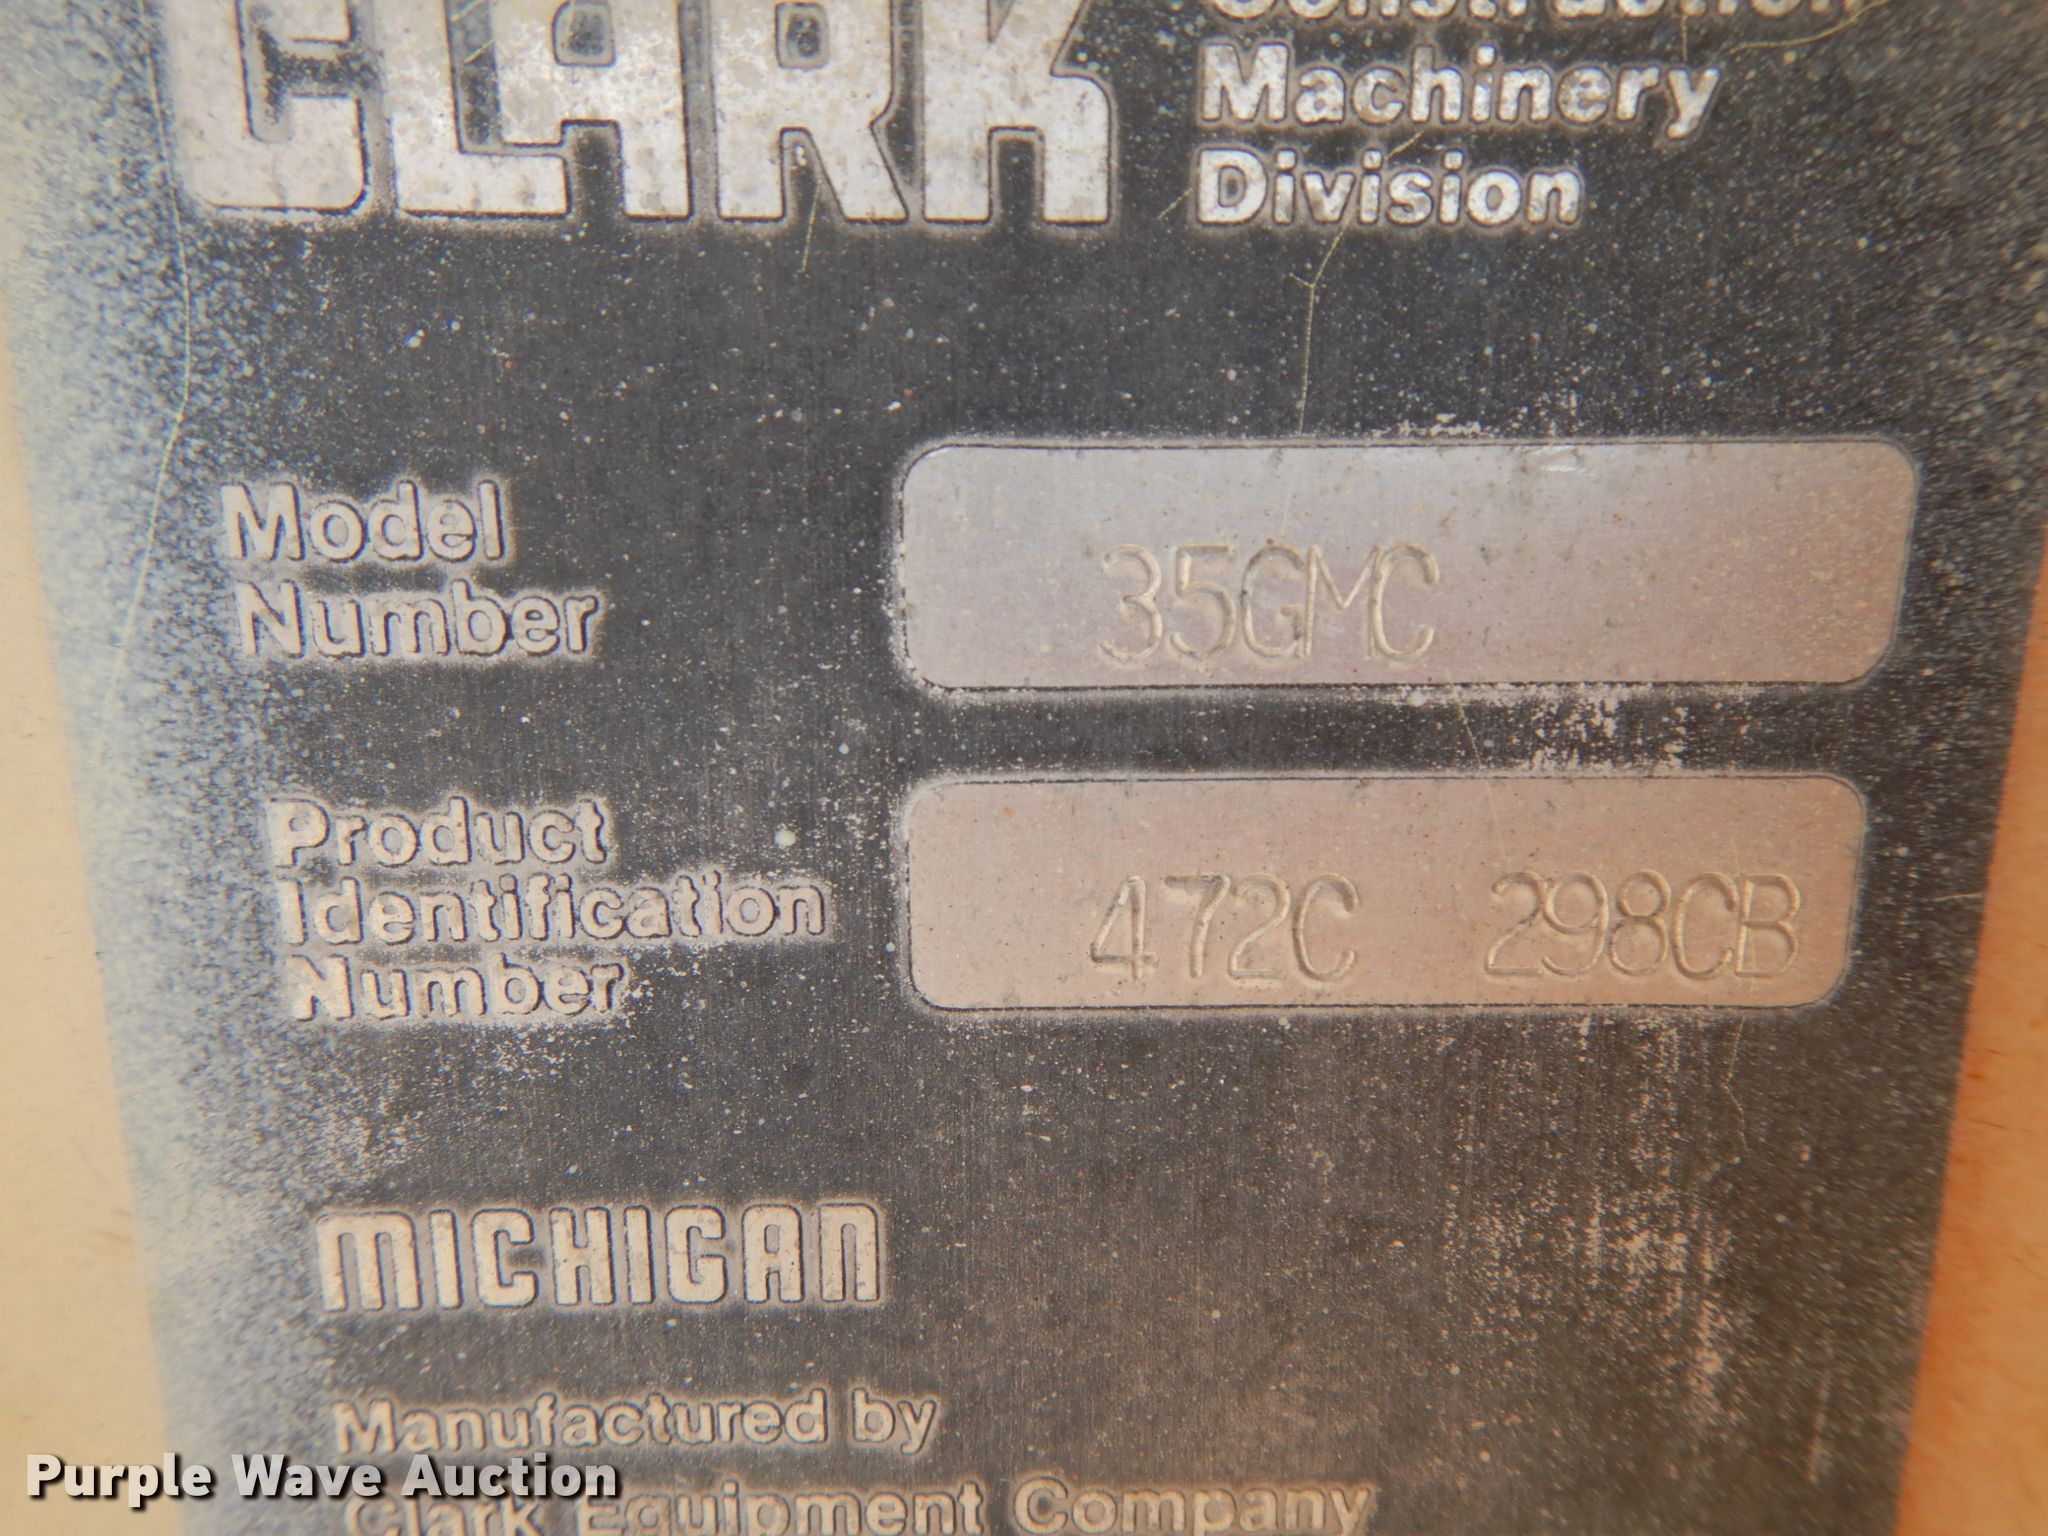 CLARK
Construction
Machinery
Division
Model
Number
35GMC
Product
Identification
Number
472C 298CB
MICHIGAN
Manufactured by
Clark Equipment Company
Purple Wave Auction